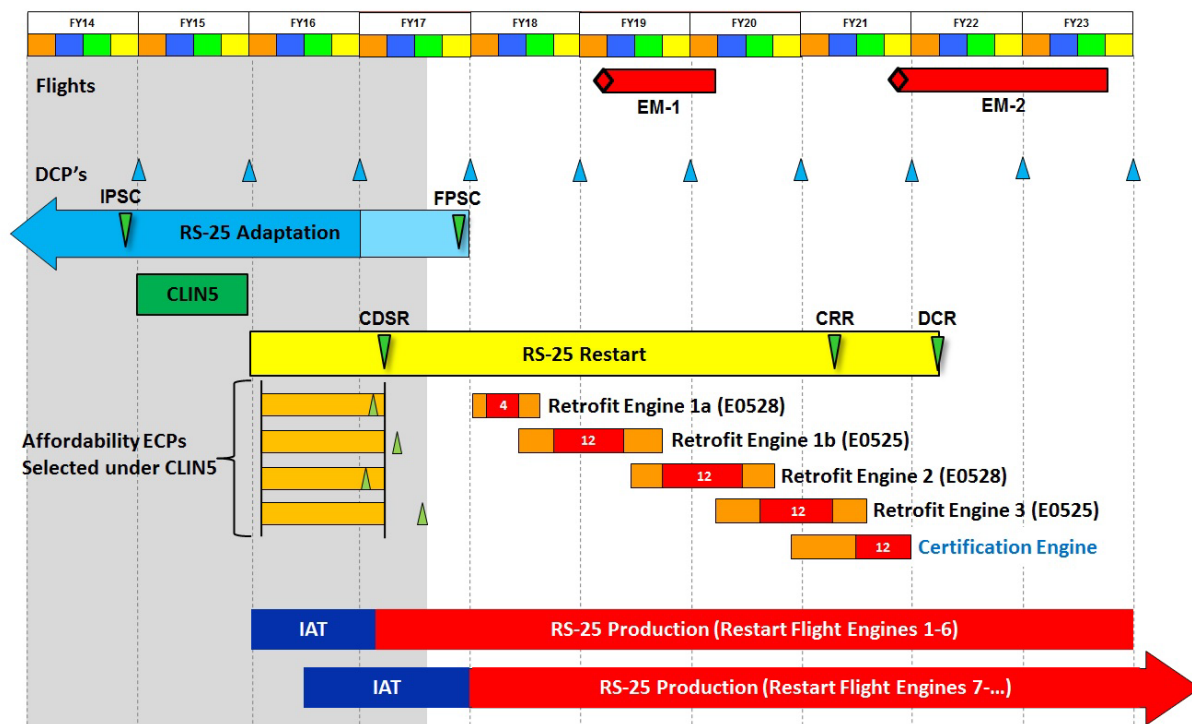 FY14 FY15 FY16 FY17 FY18 FY19 FY20 FY21 FY22 FY23
Flights
EM-1
EM-2
DCP's
IPSC
FPSC
RS-25 Adaptation
CLIN5
CDSR
CRR
DCR
RS-25 Restart
Affordability ECPs
Selected under CLIN5
4
Retrofit Engine 1a (E0528)
12
Retrofit Engine 1b (E0525)
12
Retrofit Engine 2 (E0528)
12
Retrofit Engine 3 (E0525)
12
Certification Engine
IAT
RS-25 Production (Restart Flight Engines 1-6)
IAT
RS-25 Production (Restart Flight Engines 7-...)